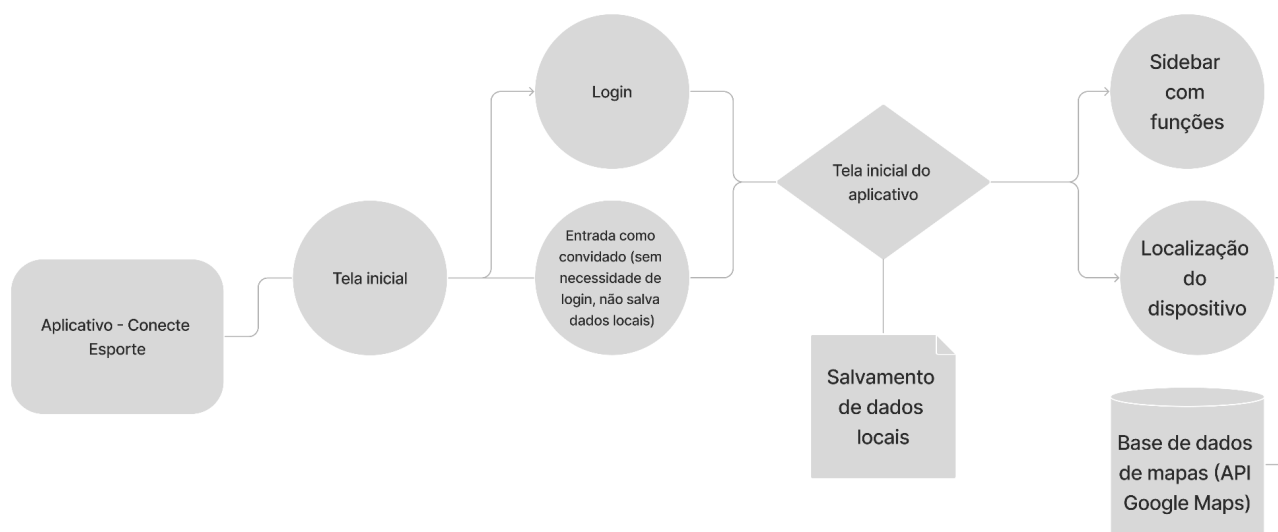 Aplicativo - Conecte
Esporte
Tela inicial
Login
Entrada como
convidado (sem
necessidade de
login, não salva
dados locais)
Tela inicial do
aplicativo
Salvamento
de dados
locais
Sidebar
com
funções
Localização
do
dispositivo
Base de dados
de mapas (API
Google Maps)